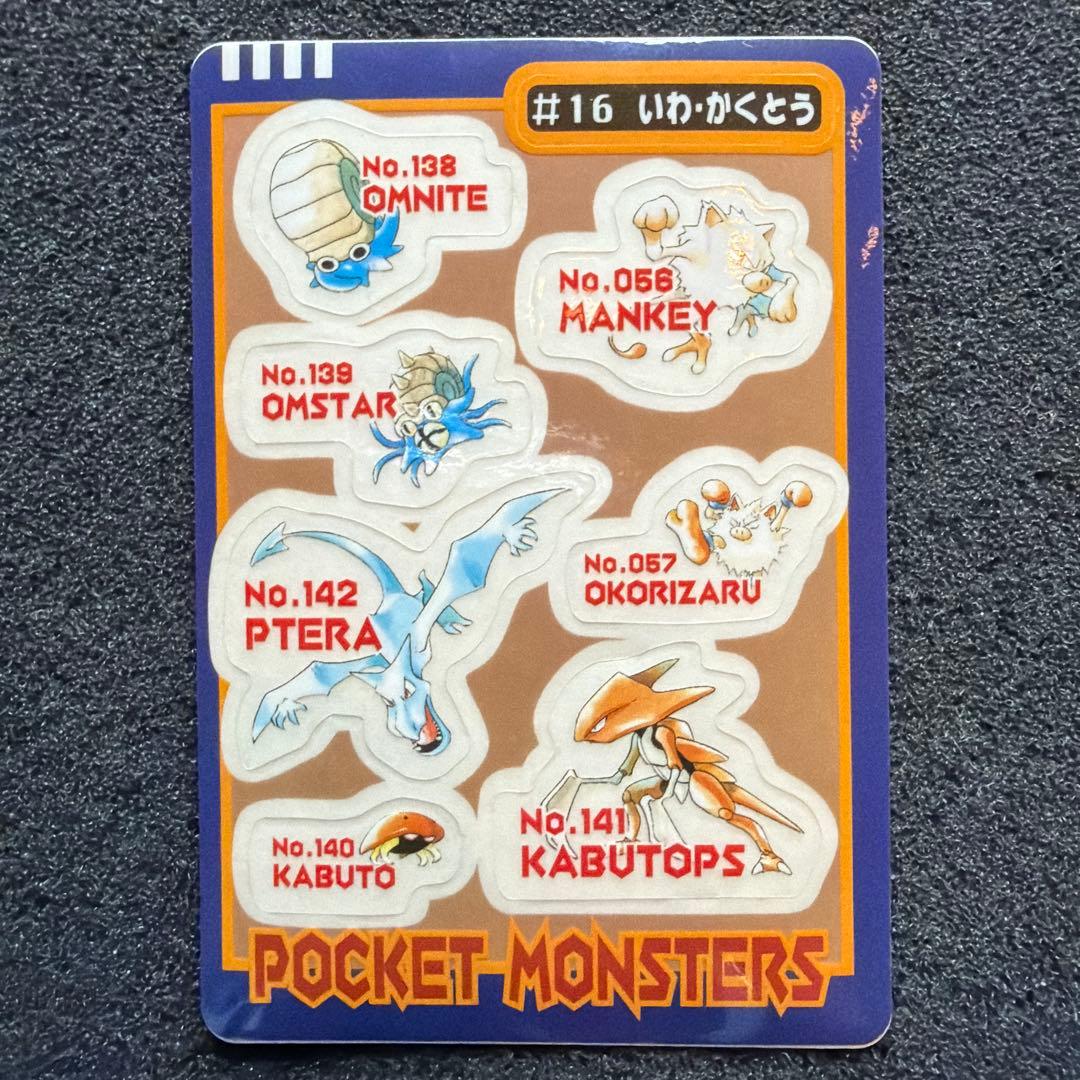 #16 いわ・かくとう
No.138
OMNITE
No.056
MANKEY
No.139
OMSTAR
No.142
PTERA
No.057
OKORIZARU
No.140
KABUTO
No.141
KABUTOPS
POCKET MONSTERS